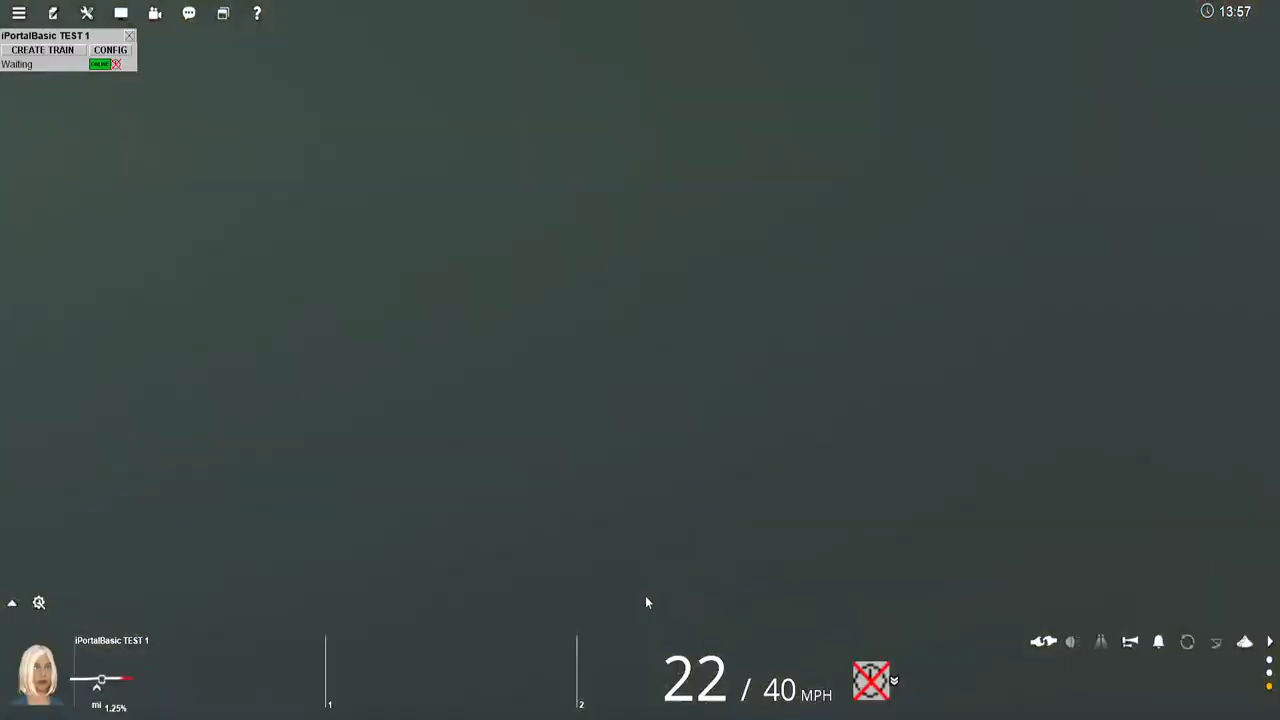 ?
13:57
iPortalBasic TEST 1
CREATE TRAIN CONFIG
Waiting
iPortalBasic TEST 1
mi 1.25%
1
2
22 / 40 MPH